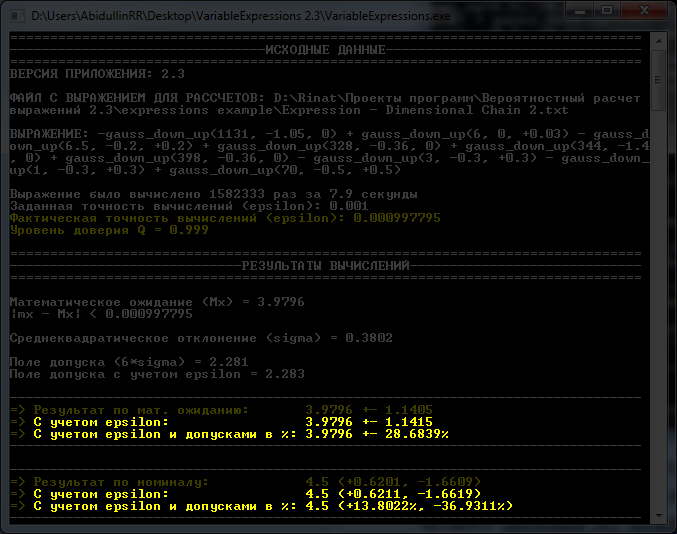 D:\Users\AbidullinRR\Desktop\VariableExpressions 2.3\VariableExpressions.exe
ИСХОДНЫЕ ДАННЫЕ
ВЕРСИЯ ПРИЛОЖЕНИЯ: 2.3
ФАЙЛ С ВЫРАЖЕНИЕМ ДЛЯ РАССЧЕТОВ: D:\Rinat\Проекты программ\Вероятностный расчет
выражений 2.3\expressions example\Expression - Dimensional Chain 2.txt
ВЫРАЖЕНИЕ: -gauss_down_up(1131, -1.05, 0) + gauss_down_up(6, 0, +0.03) - gauss_d
own_up(6.5, -0.2, +0.2) + gauss_down_up(328, -0.36, 0) + gauss_down_up(344, -1.4
, 0) + gauss_down_up(398, -0.36, 0) - gauss_down_up(3, -0.3, +0.3) - gauss_down_
up(1, -0.3, +0.3) + gauss_down_up(70, -0.5, +0.5)
Выражение было вычислено 1582333 раз за 7.9 секунды
Заданная точность вычислений (epsilon): 0.001
Фактическая точность вычислений (epsilon): 0.000997795
Уровень доверия Q = 0.999
РЕЗУЛЬТАТЫ ВЫЧИСЛЕНИЙ
Математическое ожидание (Mx) = 3.9796
|mx - Mx| < 0.000997795
Среднеквадратическое отклонение (sigma) = 0.3802
Поле допуска (6*sigma) = 2.281
Поле допуска с учетом epsilon = 2.283
=> Результат по мат. ожиданию: 3.9796 +- 1.1405
=> С учетом epsilon: 3.9796 +- 1.1415
=> С учетом epsilon и допусками в %: 3.9796 +- 28.6839%
=> Результат по номиналу: 4.5 (+0.6201, -1.6609)
=> С учетом epsilon: 4.5 (+0.6211, -1.6619)
=> С учетом epsilon и допусками в %: 4.5 (+13.8022%, -36.9311%)